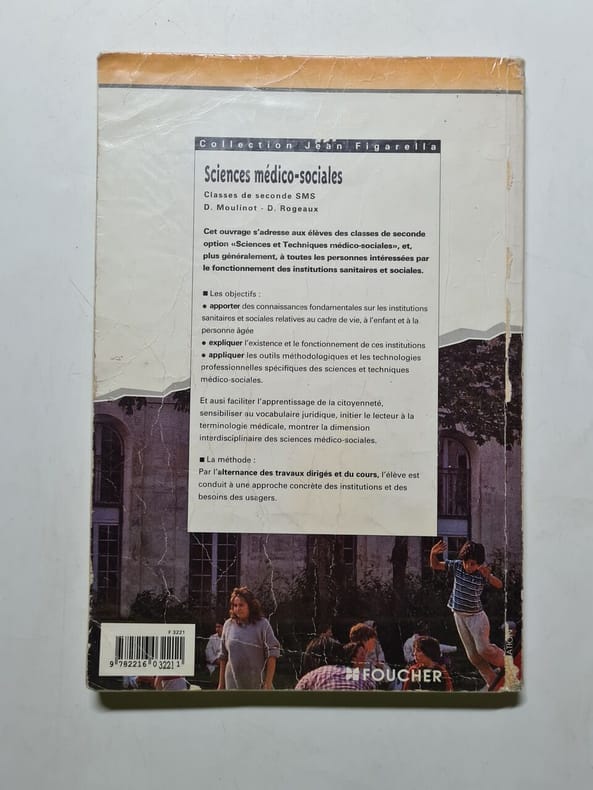 Collection Jean Figarella
Sciences médico-sociales
Classes de seconde SMS
D. Moulinot - D. Rogeaux
Cet ouvrage s'adresse aux élèves des classes de seconde
option «Sciences et Techniques médico-sociales», et,
plus généralement, à toutes les personnes intéressées par
le fonctionnement des institutions sanitaires et sociales.
■ Les objectifs :
● apporter des connaissances fondamentales sur les institutions
sanitaires et sociales relatives au cadre de vie, à l'enfant et à la
personne âgée
● expliquer l'existence et le fonctionnement de ces institutions
● appliquer les outils méthodologiques et les technologies
professionnelles spécifiques des sciences et techniques
médico-sociales.
Et ausi faciliter l'apprentissage de la citoyenneté,
sensibiliser au vocabulaire juridique, initier le lecteur à la
terminologie médicale, montrer la dimension
interdisciplinaire des sciences médico-sociales.
■ La méthode :
Par l'alternance des travaux dirigés et du cours, l'élève est
conduit à une approche concrète des institutions et des
besoins des usagers.
F 3221
9 782216 032211
FOUCHER